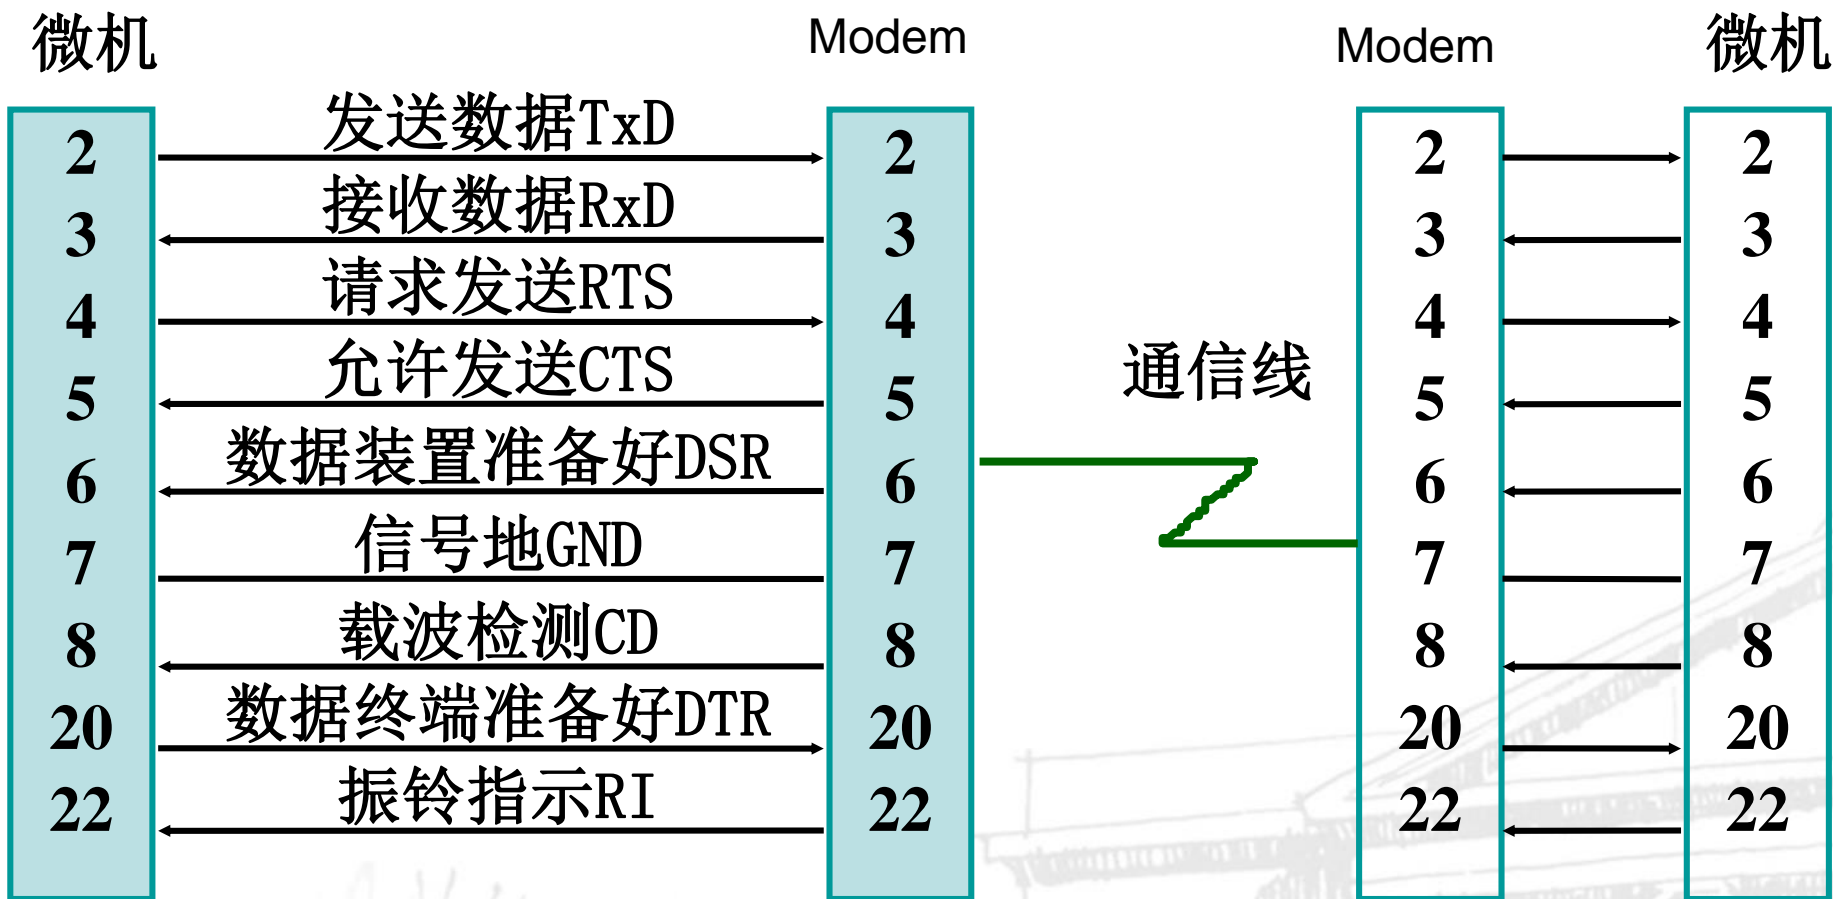 微机 Modem Modem 微机
发送数据TxD
2 2 2 2
接收数据RxD
3 3 3 3
请求发送RTS
4 4 4 4
允许发送CTS
通信线
5 5 5 5
数据装置准备好DSR
6 6 6 6
信号地GND
7 7 7 7
载波检测CD
8 8 8 8
数据终端准备好DTR
20 20 20 20
振铃指示RI
22 22 22 22